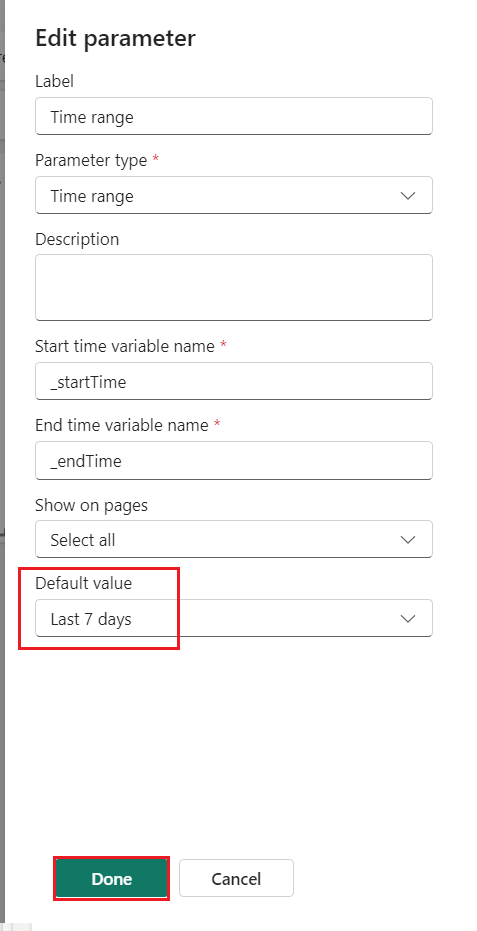 Edit parameter
Label
Time range
Parameter type *
Time range
Description
Start time variable name *
_startTime
End time variable name *
_endTime
Show on pages
Select all
Default value
Last 7 days
Done Cancel